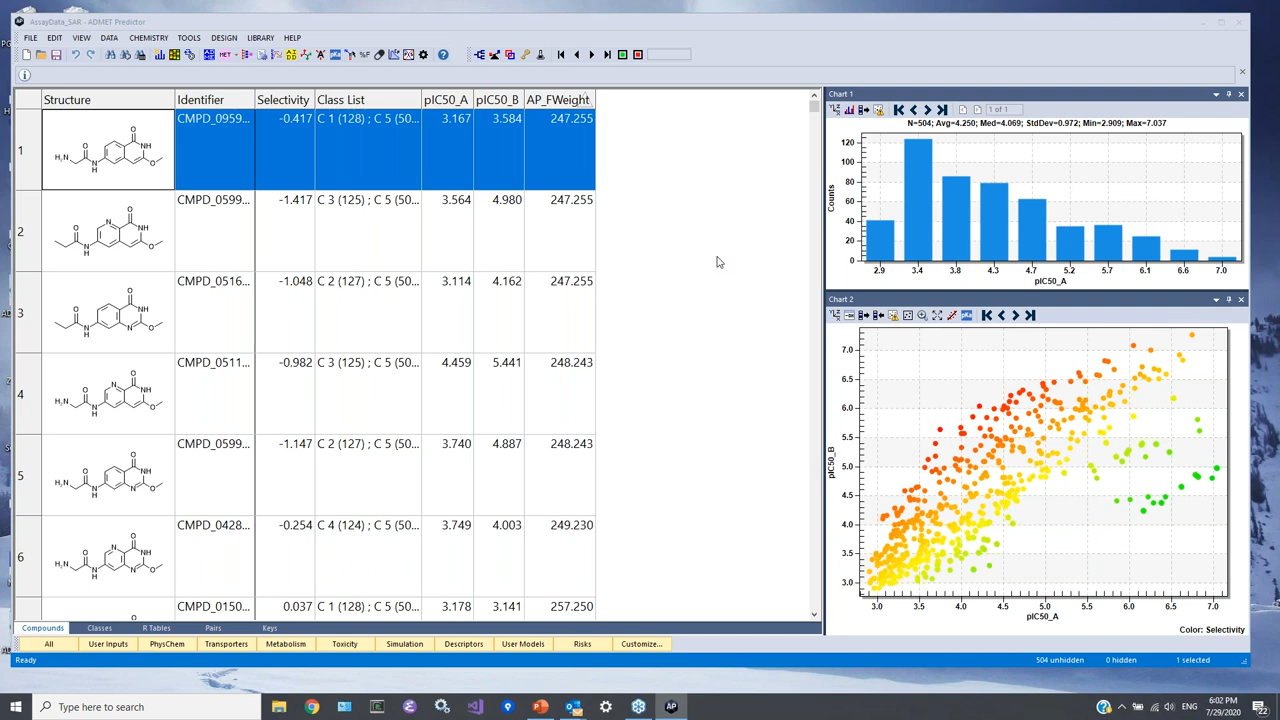 AssayData_SAR - ADMET Predictor
FILE EDIT VIEW DATA CHEMISTRY TOOLS DESIGN LIBRARY HELP
Structure Identifier Selectivity Class List pIC50_A pIC50_B AP_FWeight
1 CMPD_0959... -0.417 C 1 (128) ; C 5 (50... 3.167 3.584 247.255
2 CMPD_0599... -1.417 C 3 (125) ; C 5 (50... 3.564 4.980 247.255
3 CMPD_0516... -1.048 C 2 (127) ; C 5 (50... 3.114 4.162 247.255
4 CMPD_0511... -0.982 C 3 (125) ; C 5 (50... 4.459 5.441 248.243
5 CMPD_0599... -1.147 C 2 (127) ; C 5 (50... 3.740 4.887 248.243
6 CMPD_0428... -0.254 C 4 (124) ; C 5 (50... 3.749 4.003 249.230
CMPD_0150... 0.037 C 1 (128) ; C 5 (50... 3.178 3.141 257.250
Compounds Classes R Tables Pairs Keys
All User Inputs PhysChem Transporters Metabolism Toxicity Simulation Descriptors User Models Risks Customize...
Chart 1
1 of 1
N=504; Avg=4.250; Med=4.069; StdDev=0.972; Min=2.909; Max=7.037
Counts
120
100
80
60
40
20
0
2.9 3.4 3.8 4.3 4.7 5.2 5.7 6.1 6.6 7.0
pIC50_A
Chart 2
pIC50_B
7.0
6.5
6.0
5.5
5.0
4.5
4.0
3.5
3.0
3.0 3.5 4.0 4.5 5.0 5.5 6.0 6.5 7.0
pIC50_A
Color: Selectivity
Ready 504 unhidden 0 hidden 1 selected
Type here to search
6:02 PM
7/29/2020
22